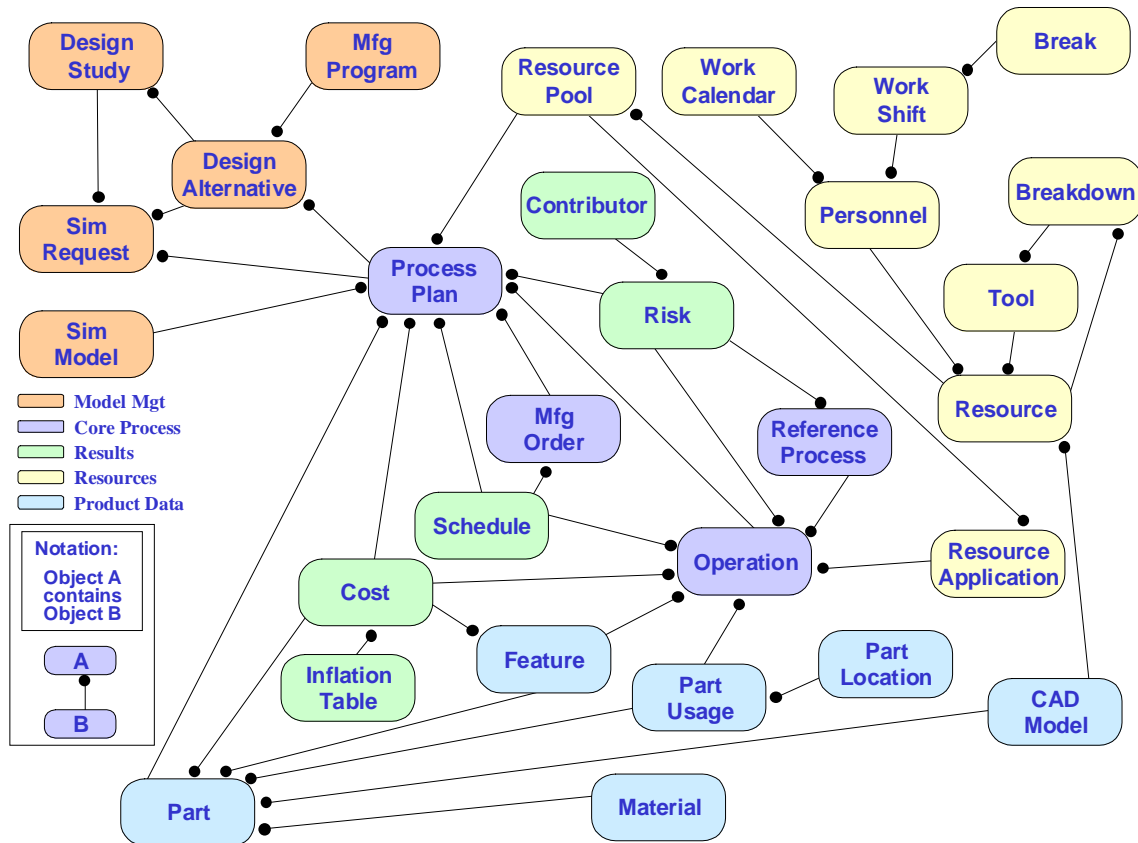 Design
Study
Mfg
Program
Resource
Pool
Work
Calendar
Work
Shift
Break
Design
Alternative
Contributor
Personnel
Breakdown
Sim
Request
Process
Plan
Risk
Tool
Sim
Model
Resource
Model Mgt
Core Process
Results
Resources
Product Data
Mfg
Order
Reference
Process
Schedule
Operation
Resource
Application
Notation:
Object A
contains
Object B
A
B
Cost
Feature
Inflation
Table
Part
Usage
Part
Location
CAD
Model
Part
Material